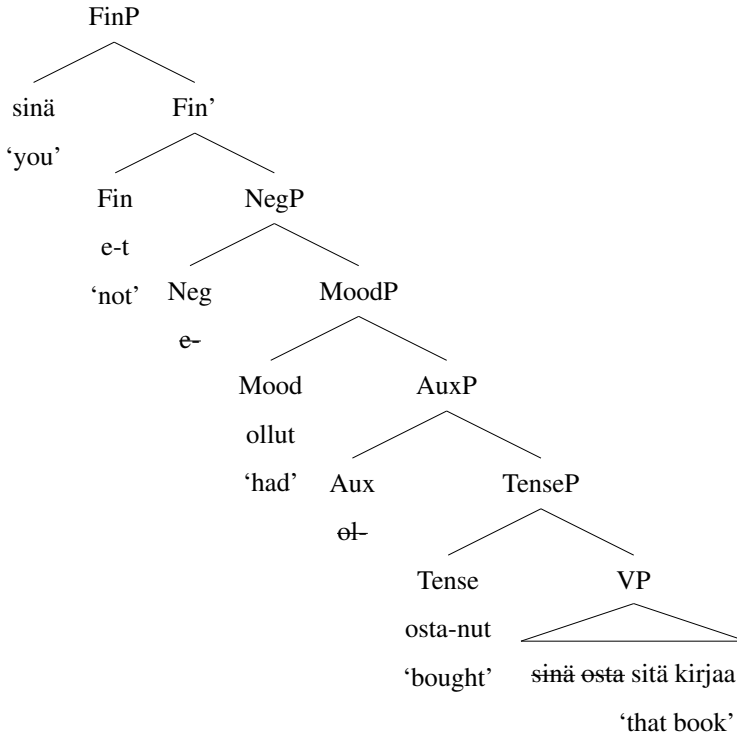 FinP
sinä Fin’
‘you’
Fin NegP
e-t
‘not’ Neg MoodP
e-
Mood AuxP
ollut
‘had’ Aux TenseP
ol-
Tense VP
osta-nut
‘bought’ sinä osta sitä kirjaa
‘that book’